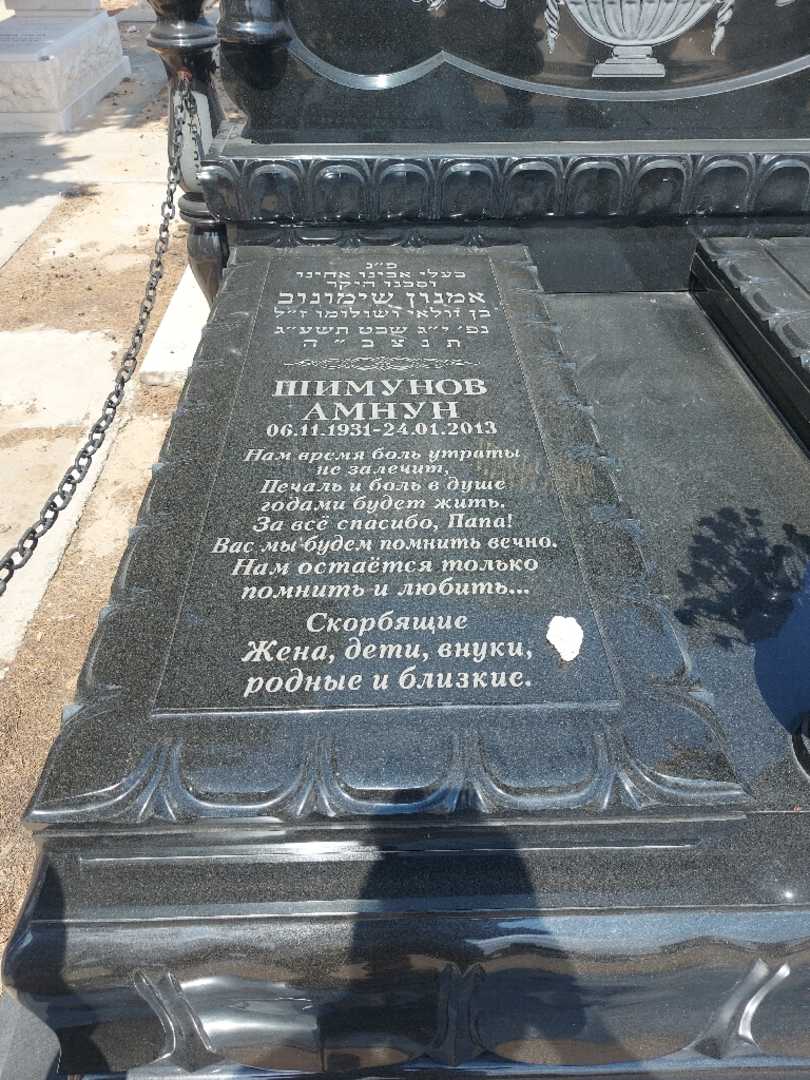 פ״נ
בעלי אבינו אחינו
וסבנו היקר
אמנון שימונוב
בן זולאי ושולומו ז״ל
נפ׳ י״ג שבט תשע״ג
ת נ צ ב ״ ה
ШИМУНОВ
АМНУН
06.11.1931-24.01.2013
Нам время боль утраты
не залечит,
Печаль и боль в душе
годами будет жить.
За всё спасибо, Папа!
Вас мы будем помнить вечно.
Нам остаётся только
помнить и любить...
Скорбящие
Жена, дети, внуки,
родные и близкие.